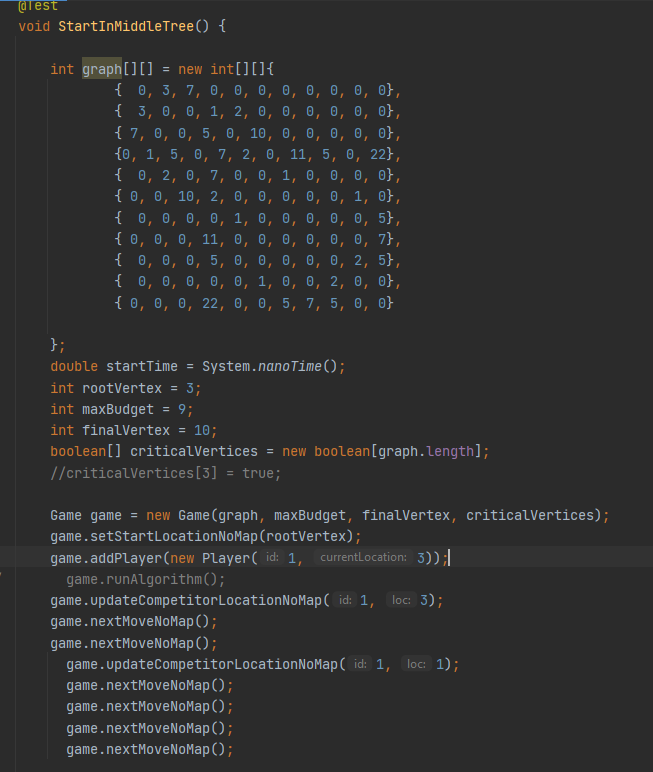 @Test
void StartInMiddleTree() {
int graph[][] = new int[][]{
{ 0, 3, 7, 0, 0, 0, 0, 0, 0, 0, 0},
{ 3, 0, 0, 1, 2, 0, 0, 0, 0, 0, 0},
{ 7, 0, 0, 5, 0, 10, 0, 0, 0, 0, 0},
{0, 1, 5, 0, 7, 2, 0, 11, 5, 0, 22},
{ 0, 2, 0, 7, 0, 0, 1, 0, 0, 0, 0},
{ 0, 0, 10, 2, 0, 0, 0, 0, 0, 1, 0},
{ 0, 0, 0, 0, 1, 0, 0, 0, 0, 0, 5},
{ 0, 0, 0, 11, 0, 0, 0, 0, 0, 0, 7},
{ 0, 0, 0, 5, 0, 0, 0, 0, 0, 2, 5},
{ 0, 0, 0, 0, 0, 1, 0, 0, 2, 0, 0},
{ 0, 0, 0, 22, 0, 0, 5, 7, 5, 0, 0}
};
double startTime = System.nanoTime();
int rootVertex = 3;
int maxBudget = 9;
int finalVertex = 10;
boolean[] criticalVertices = new boolean[graph.length];
//criticalVertices[3] = true;
Game game = new Game(graph, maxBudget, finalVertex, criticalVertices);
game.setStartLocationNoMap(rootVertex);
game.addPlayer(new Player( id: 1, currentLocation: 3));
game.runAlgorithm();
game.updateCompetitorLocationNoMap( id: 1, loc: 3);
game.nextMoveNoMap();
game.nextMoveNoMap();
game.updateCompetitorLocationNoMap( id: 1, loc: 1);
game.nextMoveNoMap();
game.nextMoveNoMap();
game.nextMoveNoMap();
game.nextMoveNoMap();